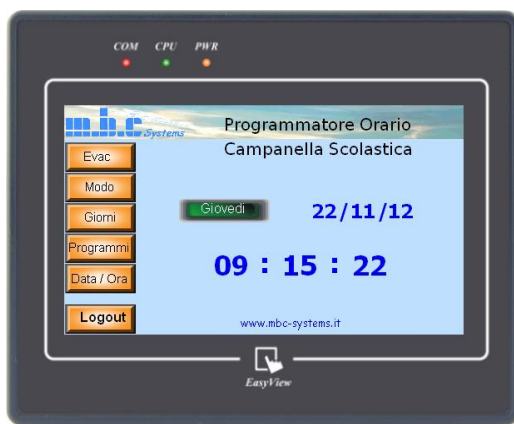 COM CPU PWR
m.b.c Systems
Programmatore Orario
Campanella Scolastica
Evac
Modo
Giorni
Programmi
Data / Ora
Logout
Giovedi 22/11/12
09 : 15 : 22
www.mbc-systems.it
EasyView